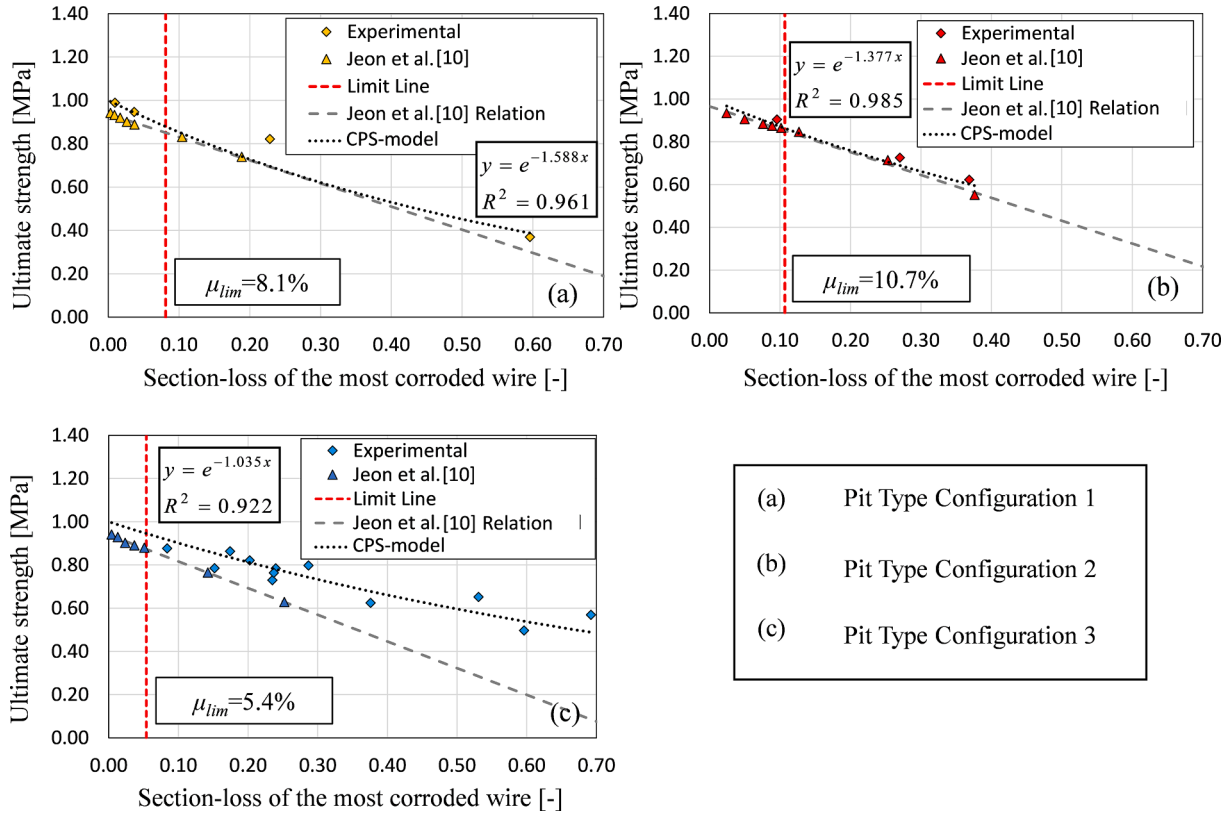 1.40
1.20
1.00
0.80
0.60
0.40
0.20
0.00
Ultimate strength [MPa]
Experimental
Jeon et al.[10]
Limit Line
Jeon et al.[10] Relation
CPS-model
y = e^{-1.588x}
R² = 0.961
μ_{lim}=8.1%
(a)
0.00 0.10 0.20 0.30 0.40 0.50 0.60 0.70
Section-loss of the most corroded wire [-]
1.40
1.20
1.00
0.80
0.60
0.40
0.20
0.00
Ultimate strength [MPa]
Experimental
Jeon et al.[10]
Limit Line
Jeon et al.[10] Relation
CPS-model
y = e^{-1.377x}
R² = 0.985
μ_{lim}=10.7%
(b)
0.00 0.10 0.20 0.30 0.40 0.50 0.60 0.70
Section-loss of the most corroded wire [-]
1.40
1.20
1.00
0.80
0.60
0.40
0.20
0.00
Ultimate strength [MPa]
y = e^{-1.035x}
R² = 0.922
Experimental
Jeon et al.[10]
Limit Line
Jeon et al.[10] Relation
CPS-model
μ_{lim}=5.4%
(c)
0.00 0.10 0.20 0.30 0.40 0.50 0.60 0.70
Section-loss of the most corroded wire [-]
(a) Pit Type Configuration 1
(b) Pit Type Configuration 2
(c) Pit Type Configuration 3